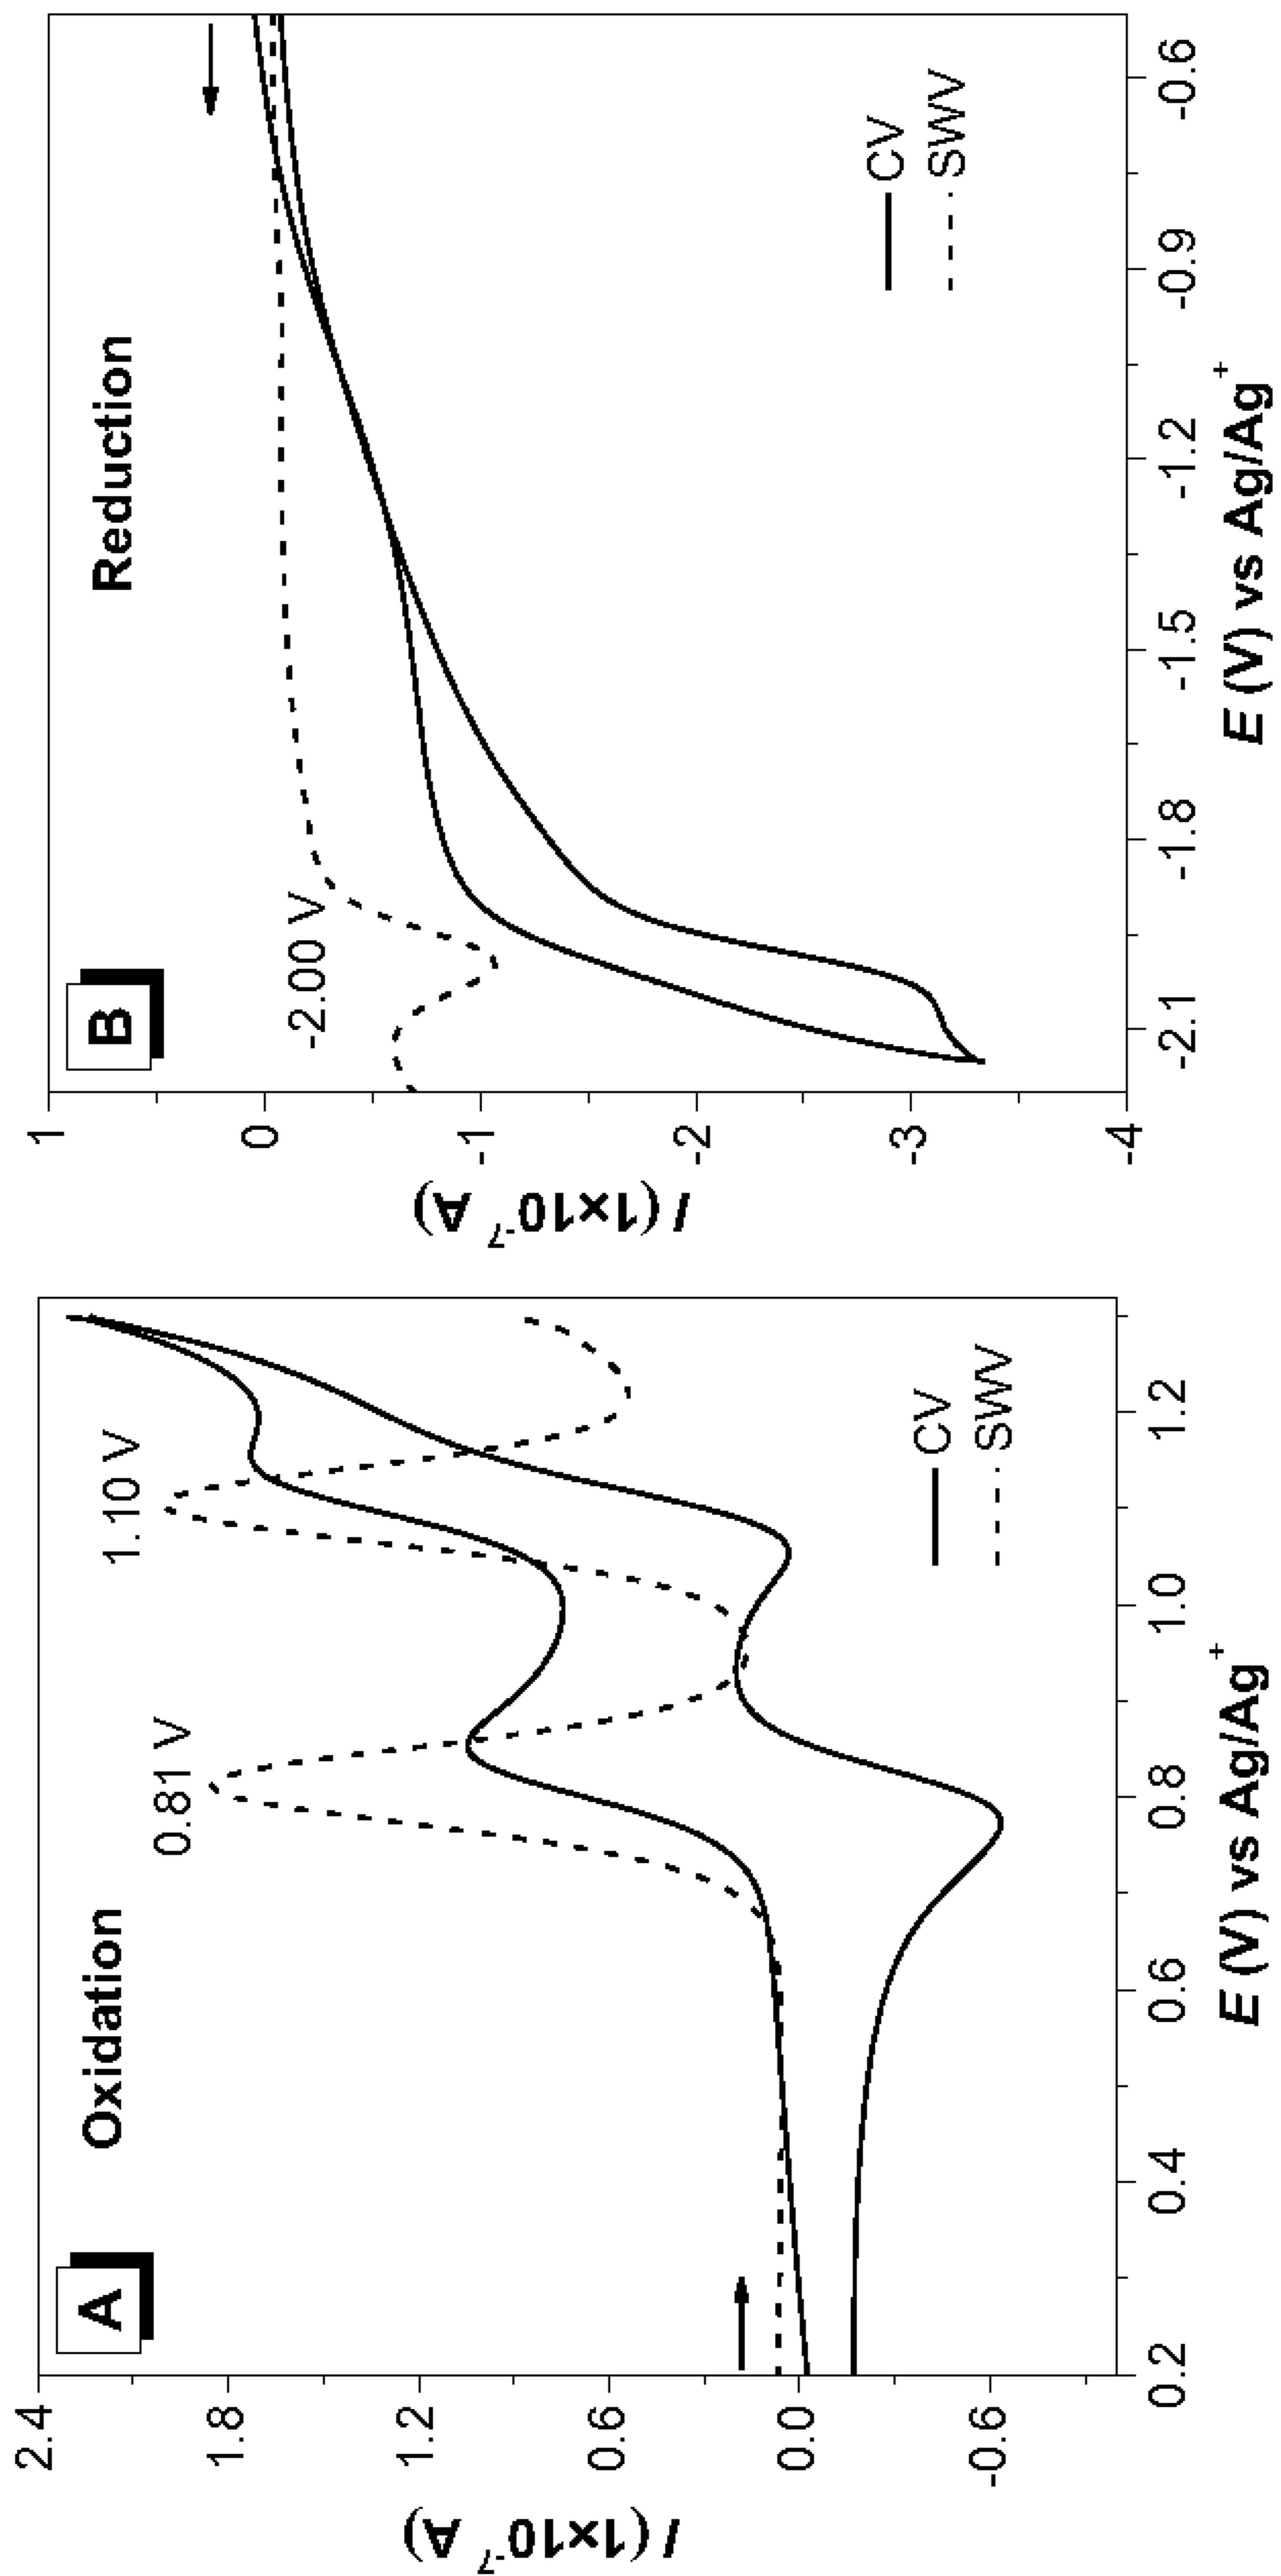 A
Oxidation
0.81 V
1.10 V
CV
SWV
2.4
1.8
1.2
0.6
0.0
-0.6
I (1×10⁻⁷ A)
0.2
0.4
0.6
0.8
1.0
1.2
E (V) vs Ag/Ag⁺
B
Reduction
-2.00 V
CV
SWV
1
0
-1
-2
-3
-4
I (1×10⁻⁷ A)
-2.1
-1.8
-1.5
-1.2
-0.9
-0.6
E (V) vs Ag/Ag⁺